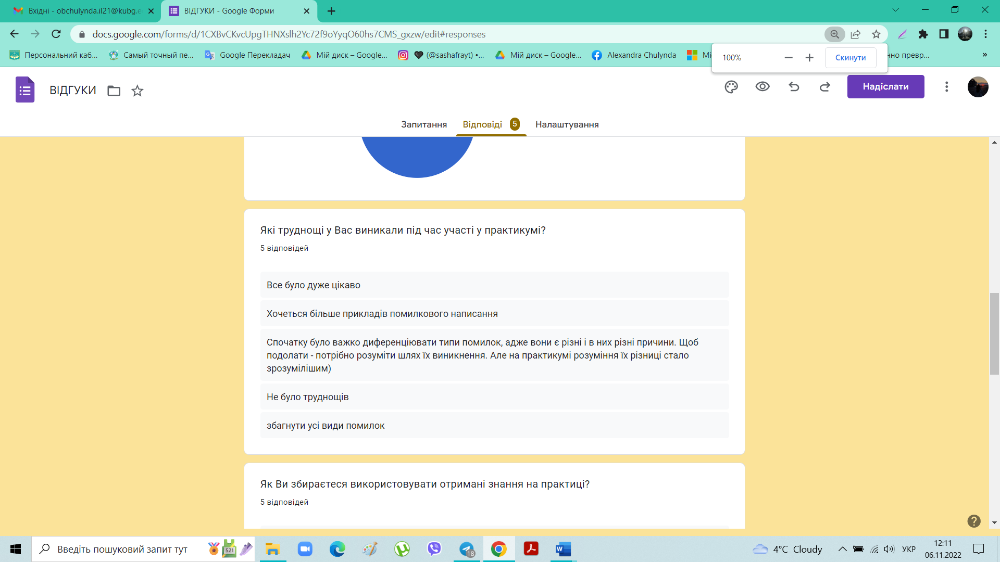 Вхідні - obchulynda.il21@kubg.e
ВІДГУКИ - Google Форми
docs.google.com/forms/d/1CXBvCKvcUpgTHNXslh2Yc72f9oYyqO60hs7CMS_gxzw/edit#responses
Персональний каб...
Самый точный пе...
Google Перекладач
Мій диск – Google...
🖤 (@sashafrayt) •...
Мій диск – Google...
Alexandra Chulynda
Mi
нно превр...
»
100%
Скинути
ВІДГУКИ
Надіслати
Запитання
Відповіді 5
Налаштування
Які труднощі у Вас виникали під час участі у практикумі?
5 відповідей
Все було дуже цікаво
Хочеться більше прикладів помилкового написання
Спочатку було важко диференціювати типи помилок, адже вони є різні і в них різні причини. Щоб
подолати - потрібно розуміти шлях їх виникнення. Але на практикумі розуміння їх різниці стало
зрозумілішим)
Не було труднощів
збагнути усі види помилок
Як Ви збираєтеся використовувати отримані знання на практиці?
5 відповідей
Введіть пошуковий запит тут
521
18
4°C Cloudy
УКР
12:11
06.11.2022